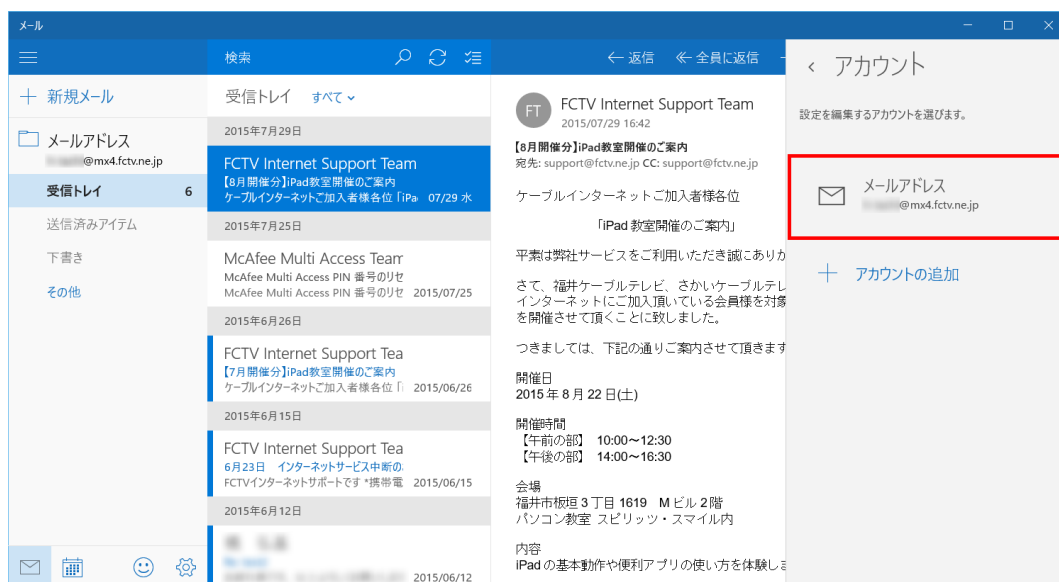 メール
検索
← 返信 全員に返信
新規メール
メールアドレス
@mx4.fctv.ne.jp
受信トレイ 6
送信済みアイテム
下書き
その他
受信トレイ すべて
2015年7月29日
FCTV Internet Support Team
【8月開催分】iPad教室開催のご案内
ケーブルインターネットご加入者様各位 「iPa 07/29 水
2015年7月25日
McAfee Multi Access Team
McAfee Multi Access PIN 番号のリセ
McAfee Multi Access PIN 番号のリセ 2015/07/25
2015年6月26日
FCTV Internet Support Tea
【7月開催分】iPad教室開催のご案内
ケーブルインターネットご加入者様各位 「i 2015/06/26
2015年6月15日
FCTV Internet Support Tea
6月23日 インターネットサービス中断の
FCTVインターネットサポートです *携帯電 2015/06/15
2015年6月12日
2015/06/12
FT
FCTV Internet Support Team
2015/07/29 16:42
【8月開催分】iPad教室開催のご案内
宛先: support@fctv.ne.jp CC: support@fctv.ne.jp
ケーブルインターネットご加入者様各位
「iPad 教室開催のご案内」
平素は弊社サービスをご利用いただき誠にありか
さて、福井ケーブルテレビ、さかいケーブルテレ
インターネットにご加入頂いている会員様を対象
を開催させて頂くことに致しました。
つきましては、下記の通りご案内させて頂きます
開催日
2015 年 8 月 22 日(土)
開催時間
【午前の部】 10:00～12:30
【午後の部】 14:00～16:30
会場
福井市板垣 3 丁目 1619 M ビル 2 階
パソコン教室 スピリッツ・スマイル内
内容
iPad の基本動作や便利アプリの使い方を体験しま
アカウント
設定を編集するアカウントを選びます。
メールアドレス
@mx4.fctv.ne.jp
アカウントの追加